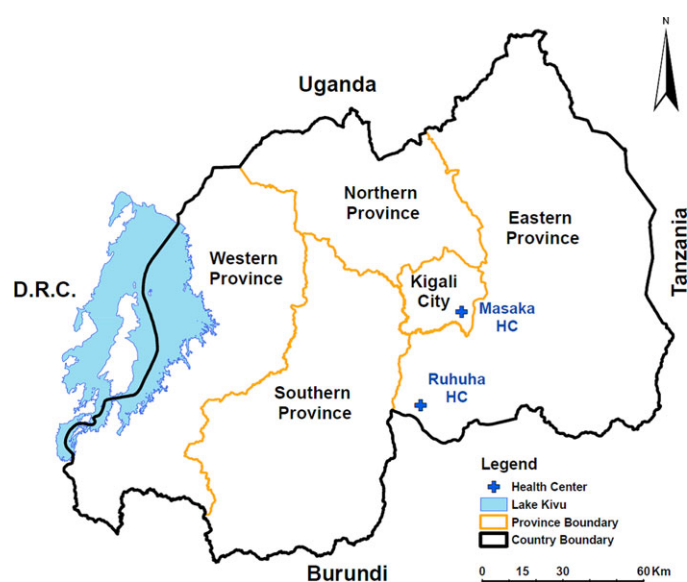 N
Uganda
Northern
Province
Eastern
Province
Western
Province
Tanzania
D.R.C.
Kigali
City
Masaka
HC
Ruhuha
HC
Southern
Province
Legend
Health Center
Lake Kivu
Province Boundary
Country Boundary
Burundi
0 15 30 60 Km